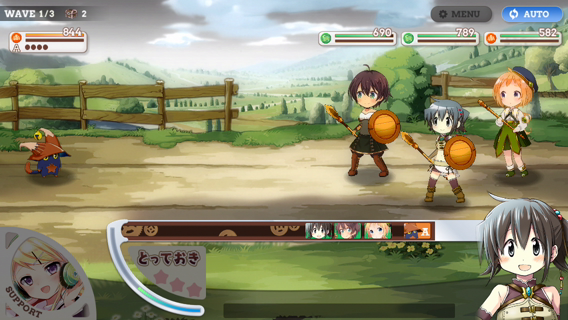 WAVE 1/3 2
MENU
AUTO
844
A
690
789
582
A
とっておき
SUPPORT